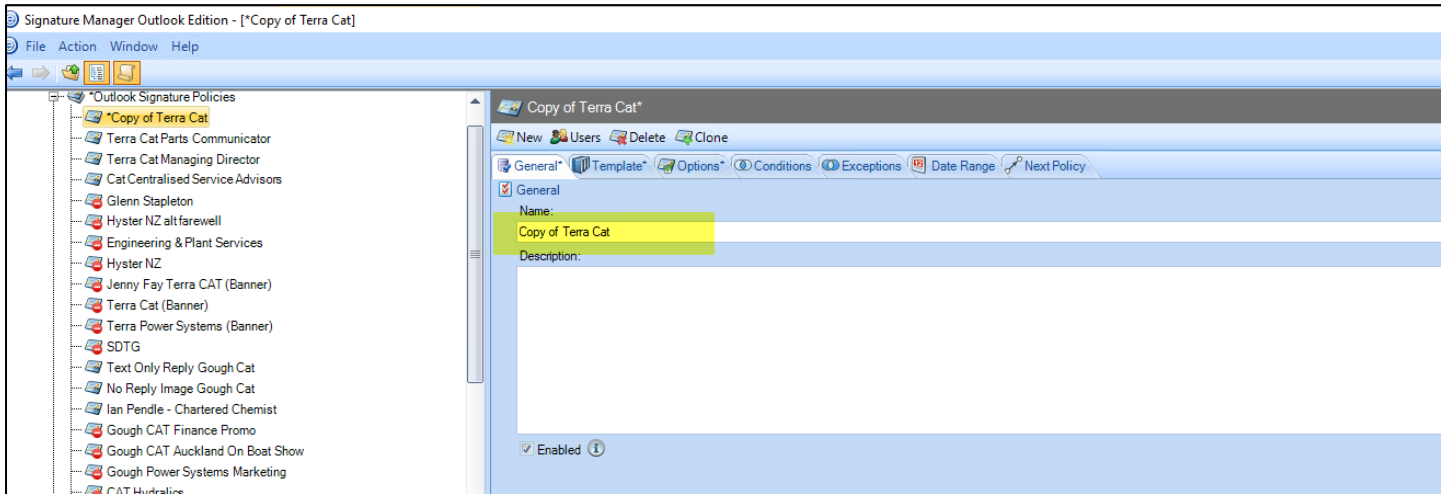 Signature Manager Outlook Edition - [*Copy of Terra Cat]
File Action Window Help
*Outlook Signature Policies
*Copy of Terra Cat
Terra Cat Parts Communicator
Terra Cat Managing Director
Cat Centralised Service Advisors
Glenn Stapleton
Hyster NZ alt farewell
Engineering & Plant Services
Hyster NZ
Jenny Fay Terra CAT (Banner)
Terra Cat (Banner)
Terra Power Systems (Banner)
SDTG
Text Only Reply Gough Cat
No Reply Image Gough Cat
Ian Pendle - Chartered Chemist
Gough CAT Finance Promo
Gough CAT Auckland On Boat Show
Gough Power Systems Marketing
CAT Hydralics
Copy of Terra Cat*
New Users Delete Clone
General* Template* Options* Conditions Exceptions Date Range Next Policy
General
Name:
Copy of Terra Cat
Description:
Enabled